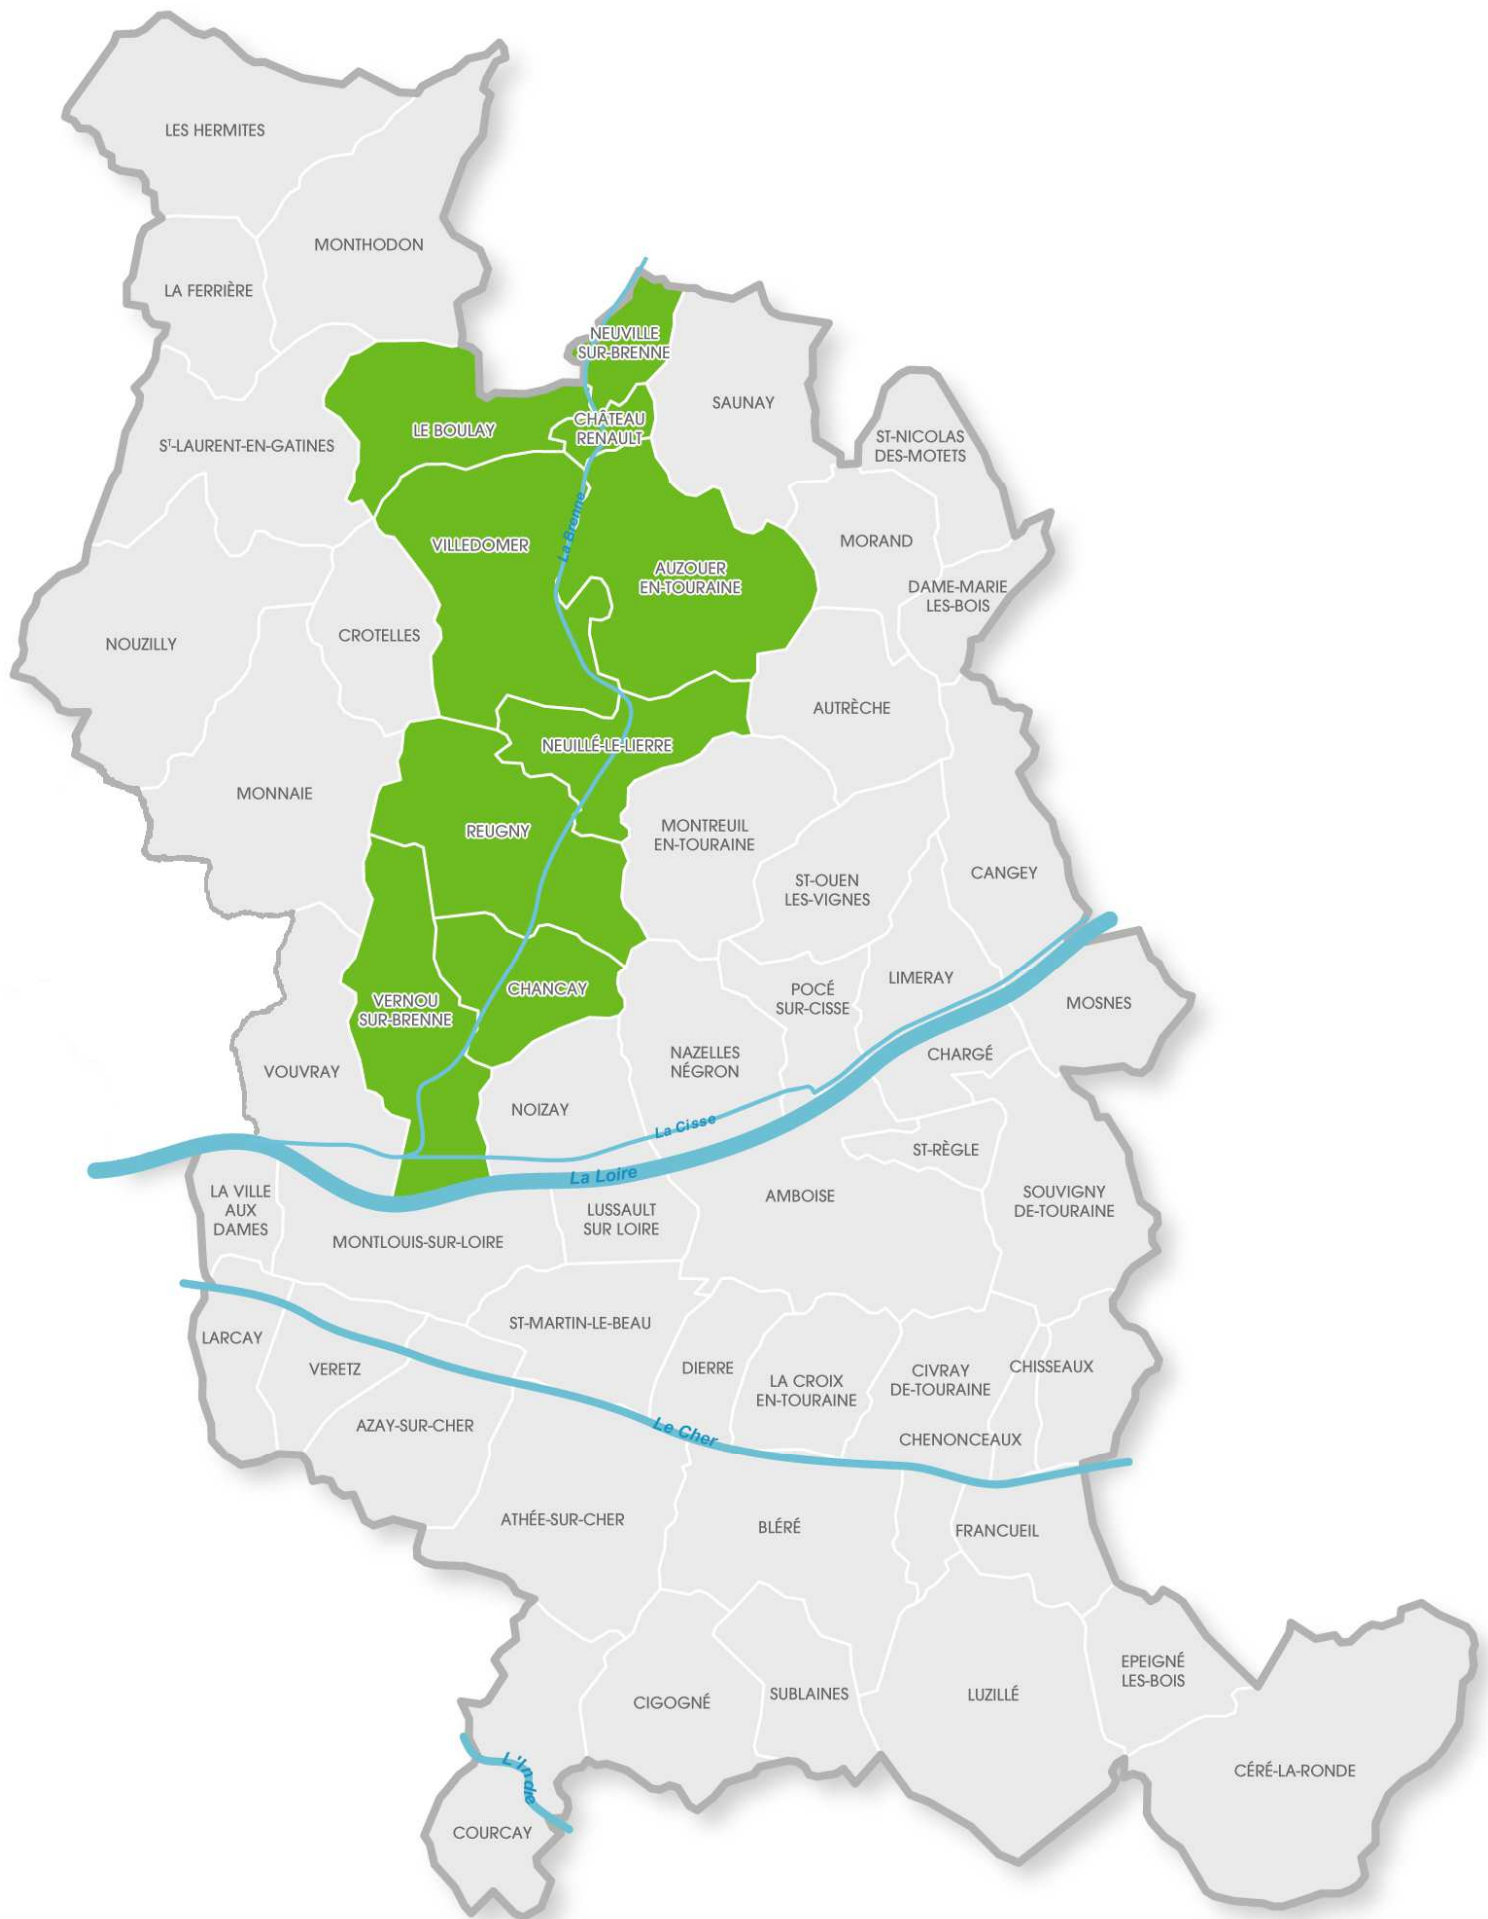 LES HERMITES
MONTHODON
LA FERRIÈRE
NEUVILLE
SUR-BRENNE
SAUNAY
LE BOULAY
CHÂTEAU
RENAULT
ST-LAURENT-EN-GATINES
ST-NICOLAS
DES-MOTETS
VILLEDOMER
La Brenne
MORAND
AUZOUER
EN-TOURAINE
DAME-MARIE
LES-BOIS
NOUZILLY
CROTELLES
AUTRÈCHE
NEUILLÉ-LE-LIERRE
MONNAIE
REUGNY
MONTREUIL
EN-TOURAINE
CANGEY
ST-OUEN
LES-VIGNES
LIMERAY
CHANCAY
POCÉ
SUR-CISSE
MOSNES
VERNOU
SUR-BRENNE
CHARGÉ
NAZELLES
NÉGRON
VOUVRAY
NOIZAY
La Cisse
ST-RÈGLE
La Loire
LA VILLE
AUX
DAMES
AMBOISE
SOUVIGNY
DE-TOURAINE
LUSSAULT
SUR LOIRE
MONTLOUIS-SUR-LOIRE
ST-MARTIN-LE-BEAU
LARCAY
VERETZ
DIERRE
LA CROIX
EN-TOURAINE
CIVRAY
DE-TOURAINE
CHISSEAUX
AZAY-SUR-CHER
Le Cher
CHENONCEAUX
ATHÉE-SUR-CHER
BLÉRÉ
FRANCUEIL
EPEIGNÉ
LES-BOIS
CIGOGNÉ
SUBLAINES
LUZILLÉ
L'Indre
CÉRÉ-LA-RONDE
COURCAY